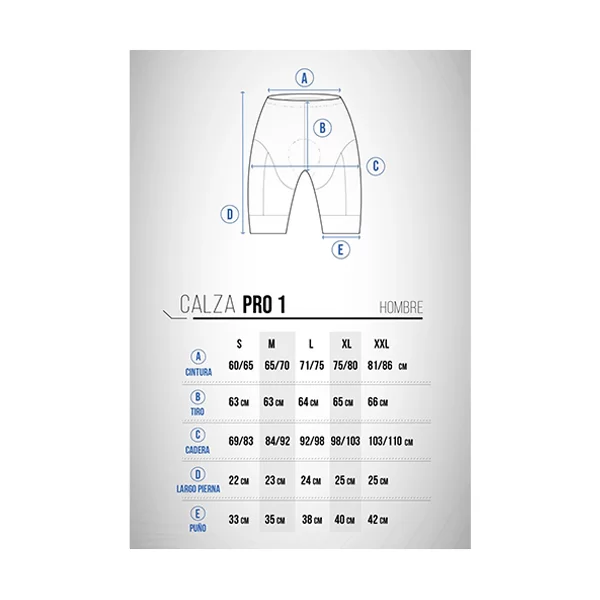 A
B
C
D
E
CALZA PRO 1 HOMBRE
S M L XL XXL
A CINTURA 60/65 65/70 71/75 75/80 81/86 CM
B TIRO 63 CM 63 CM 64 CM 65 CM 66 CM
C CADERA 69/83 84/92 92/98 98/103 103/110 CM
D LARGO PIERNA 22 CM 23 CM 24 CM 25 CM 25 CM
E PUÑO 33 CM 35 CM 38 CM 40 CM 42 CM